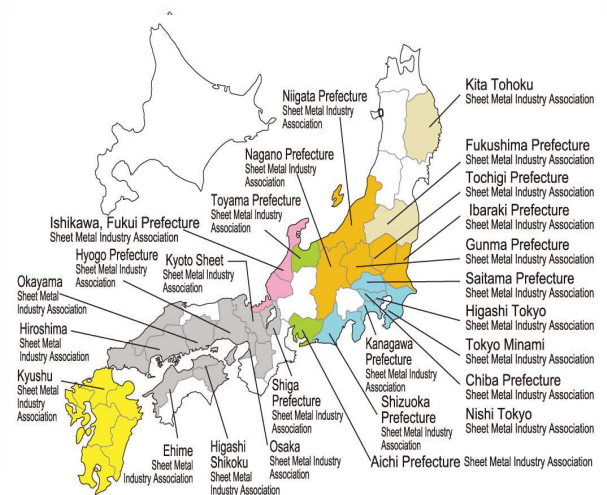 Kita Tohoku
Sheet Metal Industry Association
Niigata Prefecture
Sheet Metal Industry
Association
Fukushima Prefecture
Sheet Metal Industry Association
Nagano Prefecture
Sheet Metal Industry
Association
Tochigi Prefecture
Sheet Metal Industry Association
Toyama Prefecture
Sheet Metal Industry
Association
Ibaraki Prefecture
Sheet Metal Industry Association
Ishikawa, Fukui Prefecture
Sheet Metal Industry Association
Gunma Prefecture
Sheet Metal Industry Association
Hyogo Prefecture
Sheet Metal Industry
Association
Kyoto Sheet
Metal Industry
Association
Saitama Prefecture
Sheet Metal Industry Association
Okayama
Sheet Metal
Industry Association
Higashi Tokyo
Sheet Metal Industry Association
Hiroshima
Sheet Metal
Industry Association
Tokyo Minami
Sheet Metal Industry Association
Kanagawa
Prefecture
Sheet Metal Industry
Association
Kyushu
Sheet Metal
Industry
Association
Chiba Prefecture
Sheet Metal Industry Association
Shiga
Prefecture
Sheet Metal Industry
Association
Shizuoka
Prefecture
Sheet Metal Industry
Association
Nishi Tokyo
Sheet Metal Industry Association
Ehime
Sheet Metal
Industry Association
Higashi
Shikoku
Sheet Metal
Industry
Association
Osaka
Sheet Metal Industry
Association
Aichi Prefecture Sheet Metal Industry Association